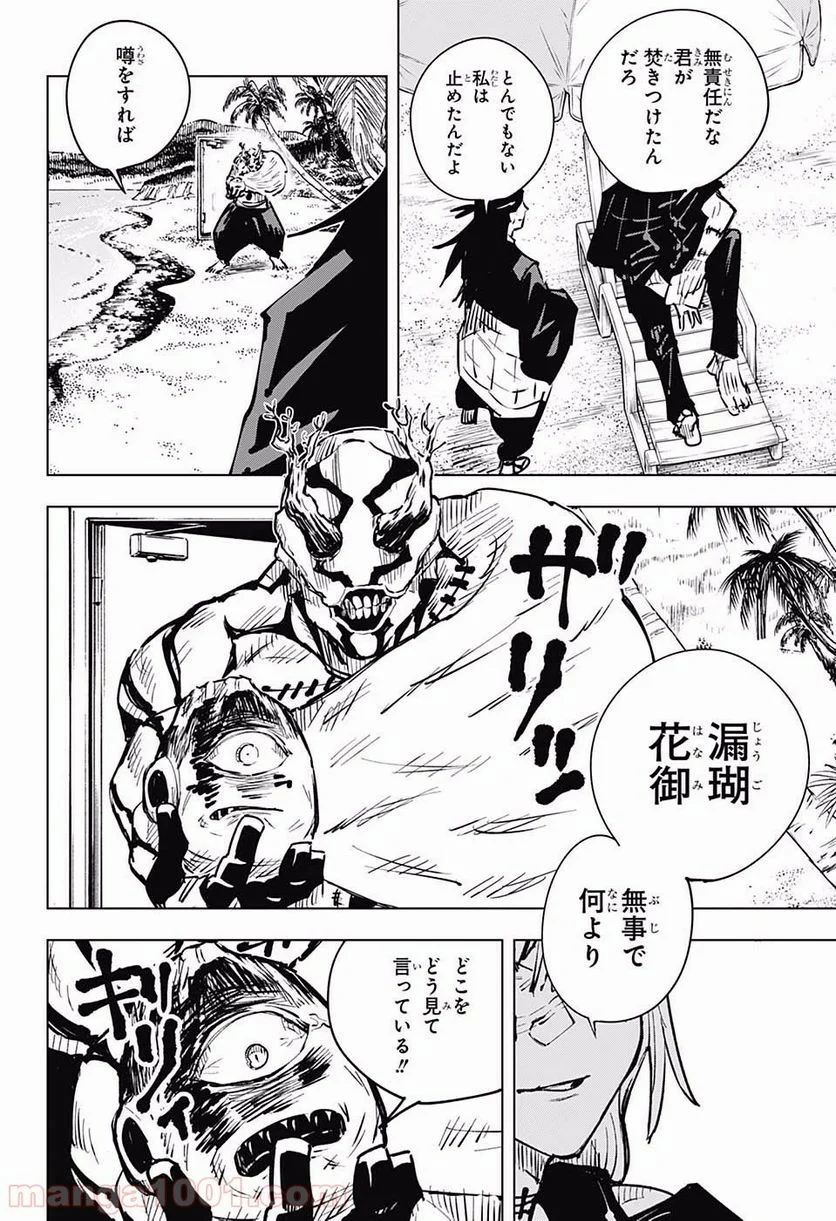 無責任だな
君が
焚きつけたん
だろ
とんでもない
私は
止めたんだよ
噂をすれば
ザリッ
漏瑚
花御
無事で
何より
どこを
どう見て
言っている!!
manga1001.com